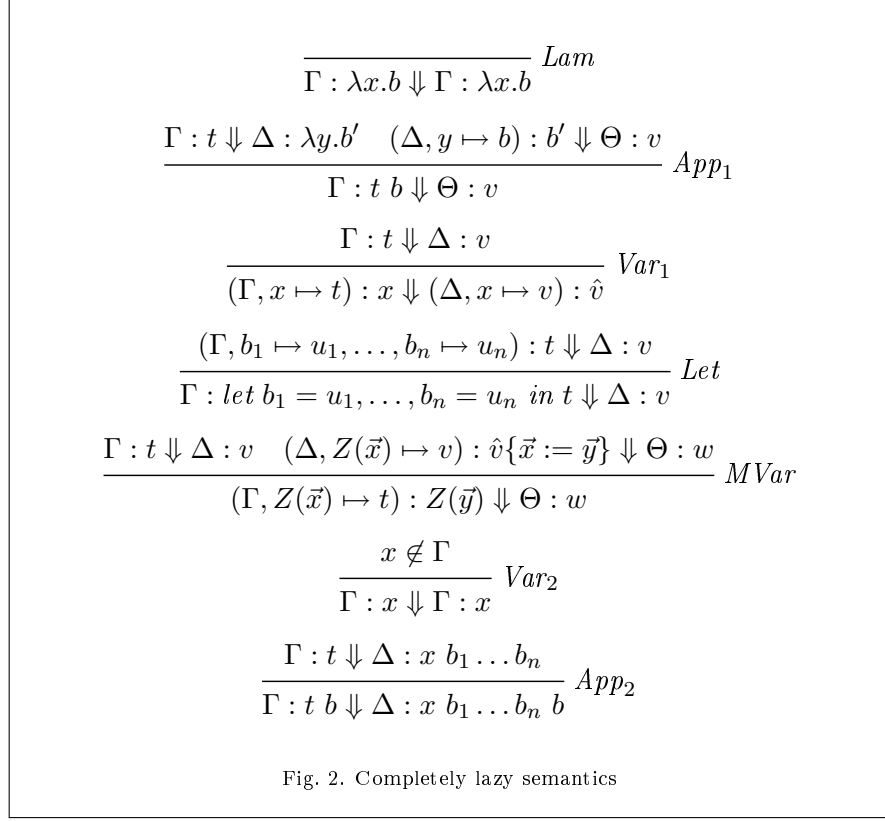 Γ : λx.b ⇓ Γ : λx.b Lam
Γ : t ⇓ Δ : λy.b′ (Δ, y ↦ b) : b′ ⇓ Θ : v
Γ : t b ⇓ Θ : v App₁
Γ : t ⇓ Δ : v
(Γ, x ↦ t) : x ⇓ (Δ, x ↦ v) : v̂ Var₁
(Γ, b₁ ↦ u₁, . . . , bₙ ↦ uₙ) : t ⇓ Δ : v
Γ : let b₁ = u₁, . . . , bₙ = uₙ in t ⇓ Δ : v Let
Γ : t ⇓ Δ : v (Δ, Z(x⃗) ↦ v) : v̂{x⃗ := y⃗} ⇓ Θ : w
(Γ, Z(x⃗) ↦ t) : Z(y⃗) ⇓ Θ : w MVar
x ∉ Γ
Γ : x ⇓ Γ : x Var₂
Γ : t ⇓ Δ : x b₁ . . . bₙ
Γ : t b ⇓ Δ : x b₁ . . . bₙ b App₂
Fig. 2. Completely lazy semantics